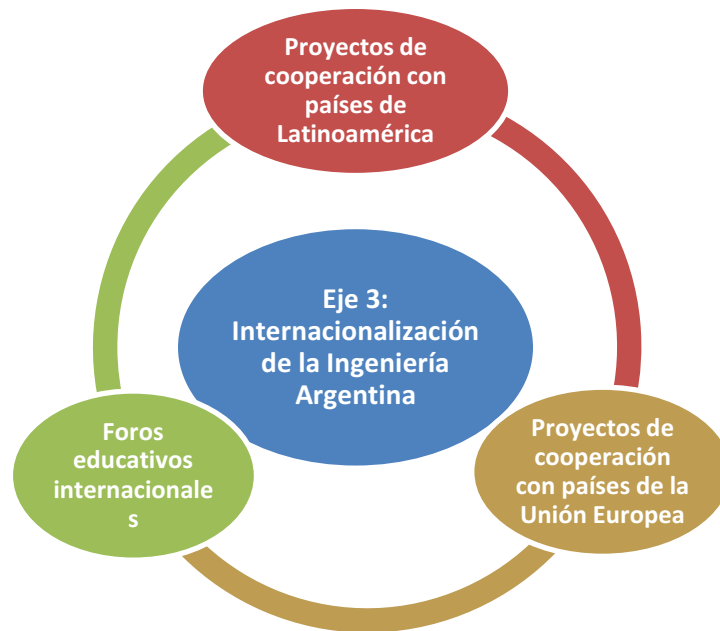 Proyectos de
cooperación con
países de
Latinoamérica
Eje 3:
Internacionalización
de la Ingeniería
Argentina
Foros
educativos
internacionale
s
Proyectos de
cooperación
con países de la
Unión Europea